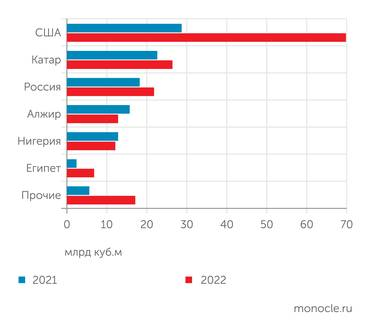 США
Катар
Россия
Алжир
Нигерия
Египет
Прочие
0 10 20 30 40 50 60 70
млрд куб.м
2021 2022
monocle.ru